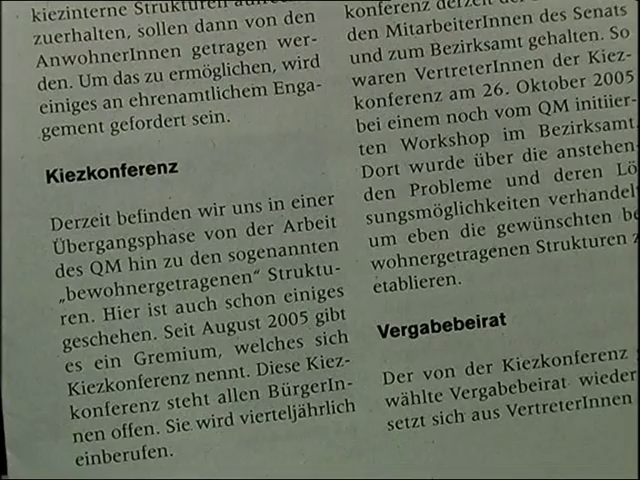 kiezinterne Strukturen
zuerhalten, sollen dann von den
AnwohnerInnen getragen wer-
den. Um das zu ermöglichen, wird
einiges an ehrenamtlichem Enga-
gement gefordert sein.
Kiezkonferenz
Derzeit befinden wir uns in einer
Übergangsphase von der Arbeit
des QM hin zu den sogenannten
„bewohnergetragenen“ Struktu-
ren. Hier ist auch schon einiges
geschehen. Seit August 2005 gibt
es ein Gremium, welches sich
Kiezkonferenz nennt. Diese Kiez-
konferenz steht allen BürgerIn-
nen offen. Sie wird vierteljährlich
einberufen.
konferenz derzeit
den MitarbeiterInnen des Senats
und zum Bezirksamt gehalten. So
waren VertreterInnen der Kiez-
konferenz am 26. Oktober 2005
bei einem noch vom QM initiier-
ten Workshop im Bezirksamt.
Dort wurde über die anstehen-
den Probleme und deren Lö
sungsmöglichkeiten verhandel
um eben die gewünschten be
wohnergetragenen Strukturen z
etablieren.
Vergabebeirat
Der von der Kiezkonferenz
wählte Vergabebeirat wieder
setzt sich aus VertreterInnen